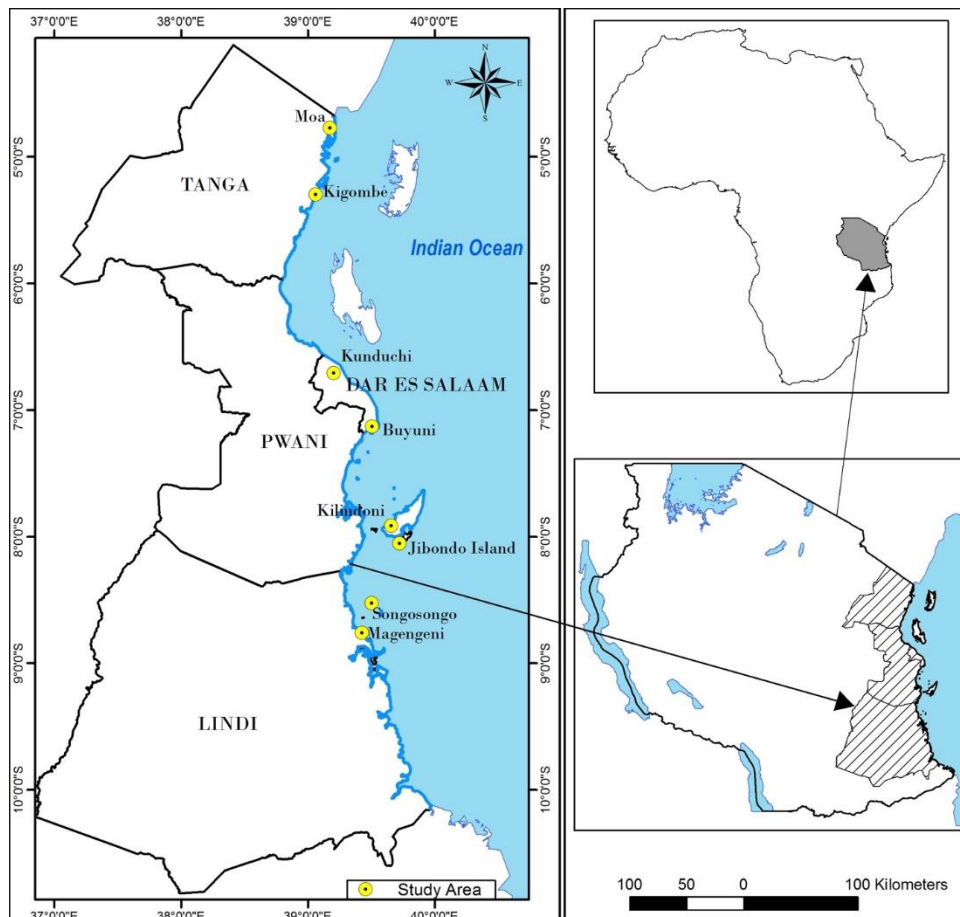 37°0'0"E 38°0'0"E 39°0'0"E 40°0'0"E
N
W E
S
Moa
5°0'0"S 5°0'0"S
TANGA
Kigombe
Indian Ocean
6°0'0"S 6°0'0"S
Kunduchi
DAR ES SALAAM
7°0'0"S 7°0'0"S
Buyuni
PWANI
Kilindoni
8°0'0"S 8°0'0"S
Jibondo Island
Songosongo
Magengeni
9°0'0"S 9°0'0"S
LINDI
10°0'0"S 10°0'0"S
Study Area
37°0'0"E 38°0'0"E 39°0'0"E 40°0'0"E
100 50 0 100 Kilometers